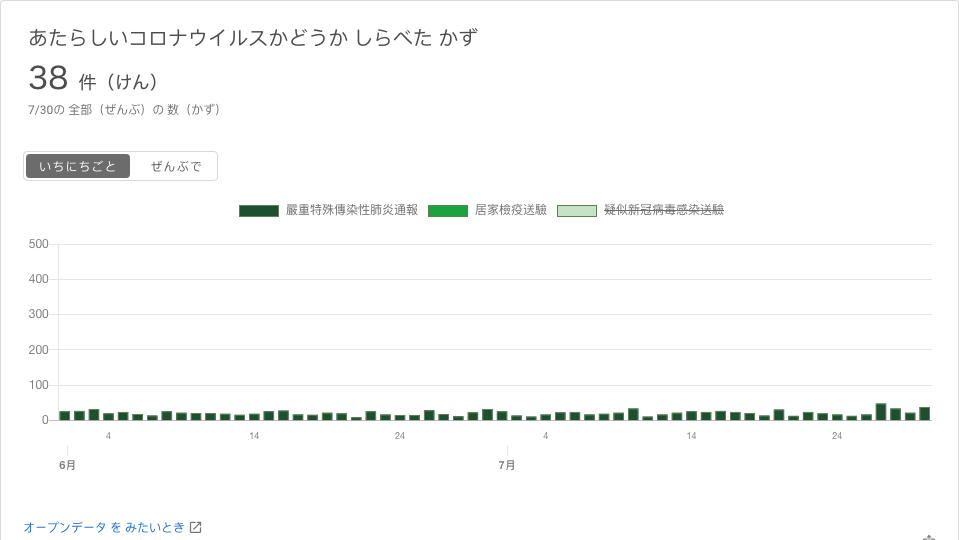 あたらしいコロナウイルスかどうか しらべた かず
38 件（けん）
7/30の 全部（ぜんぶ）の 数（かず）
いちにちごと ぜんぶで
嚴重特殊傳染性肺炎通報 居家檢疫送驗 疑似新冠病毒感染送驗
500
400
300
200
100
0
4 14 24 4 14 24
6月 7月
オープンデータ を みたいとき